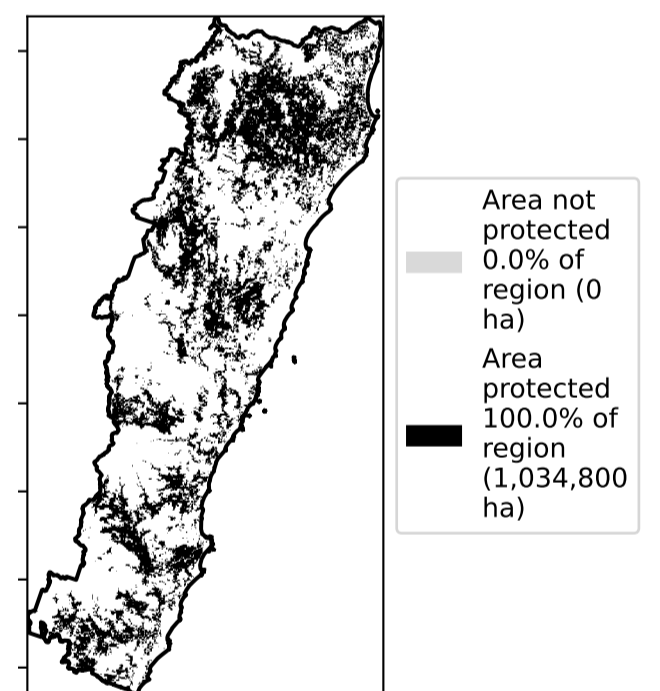 Area not
protected
0.0% of
region (0
ha)
Area
protected
100.0% of
region
(1,034,800
ha)